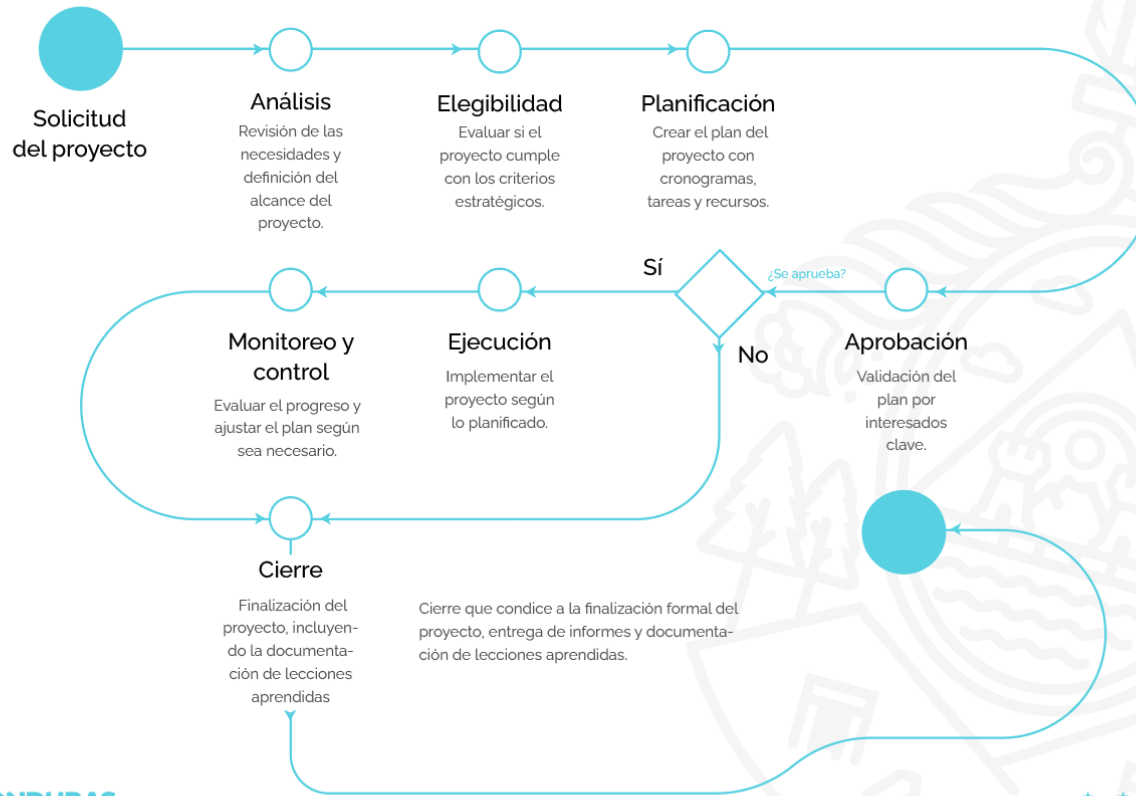 Solicitud
del proyecto
Análisis
Revisión de las
necesidades y
definición del
alcance del
proyecto.
Elegibilidad
Evaluar si el
proyecto cumple
con los criterios
estratégicos.
Planificación
Crear el plan del
proyecto con
cronogramas,
tareas y recursos.
¿Se aprueba?
Aprobación
Validación del
plan por
interesados
clave.
Sí
No
Ejecución
Implementar el
proyecto según
lo planificado.
Monitoreo y
control
Evaluar el progreso y
ajustar el plan según
sea necesario.
Cierre
Finalización del
proyecto, incluyen-
do la documenta-
ción de lecciones
aprendidas
Cierre que condice a la finalización formal del
proyecto, entrega de informes y documenta-
ción de lecciones aprendidas.